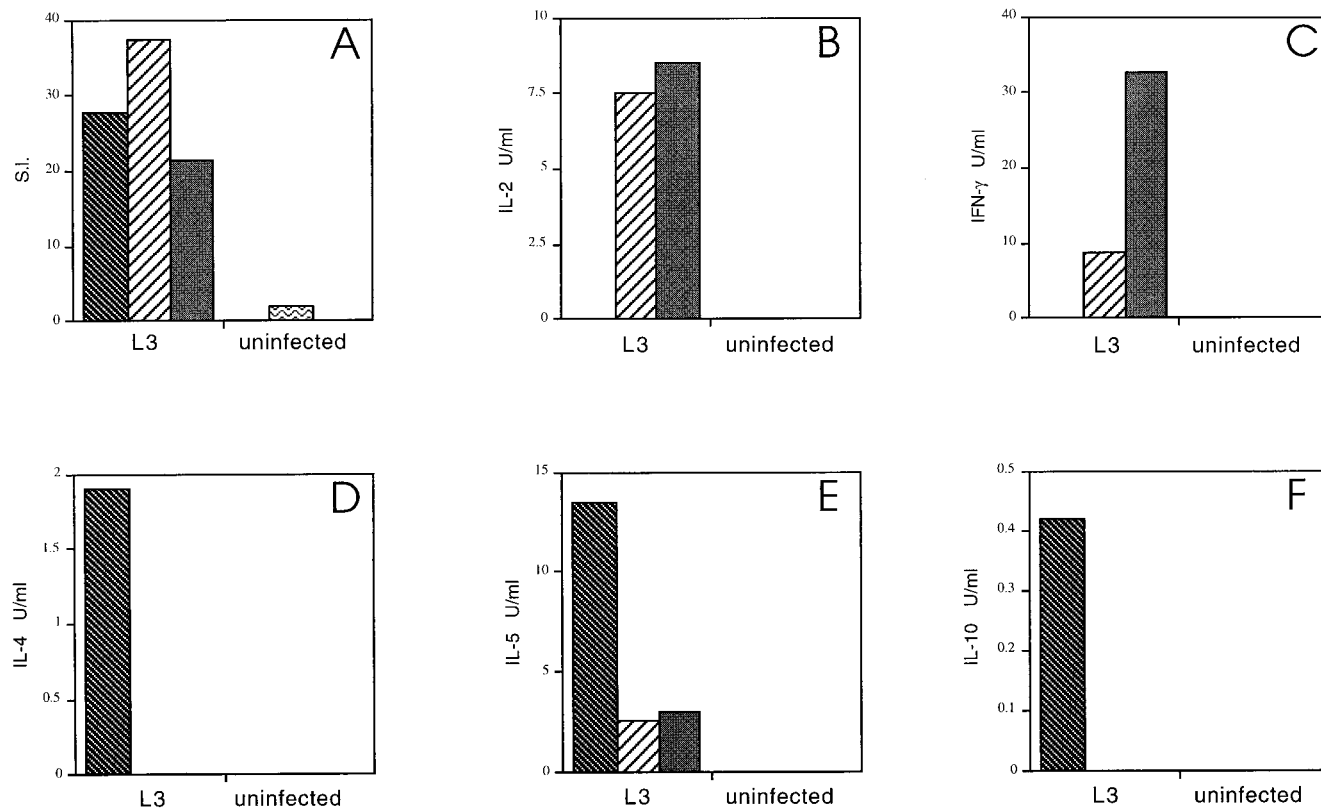 A
S.I.
40
30
20
10
0
L3 uninfected
B
IL-2 U/ml
10
7.5
5
2.5
0
L3 uninfected
C
IFN-γ U/ml
40
30
20
10
0
L3 uninfected
D
IL-4 U/ml
2
1.5
1
0.5
0
L3 uninfected
E
IL-5 U/ml
15
10
5
0
L3 uninfected
F
IL-10 U/ml
0.5
0.4
0.3
0.2
0.1
0
L3 uninfected